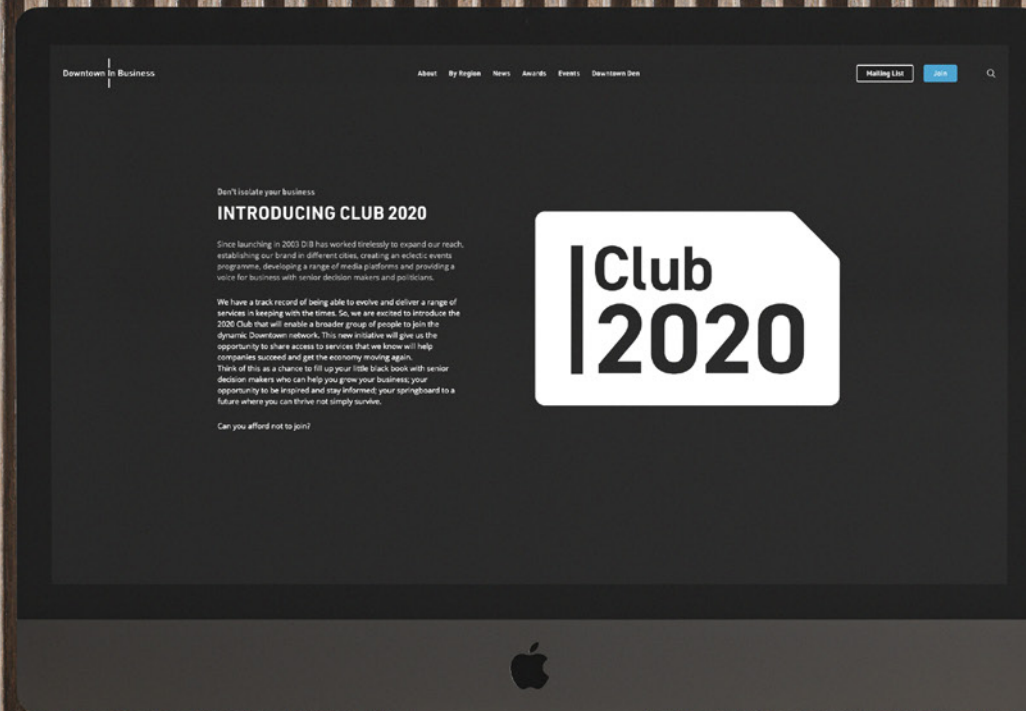 Downtown in Business
About By Region News Awards Events Downtown Den
Mailing List
Join
Don't isolate your business
INTRODUCING CLUB 2020
Since launching in 2003 DIB has worked tirelessly to expand our reach,
establishing our brand in different cities, creating an eclectic events
programme, developing a range of media platforms and providing a
voice for business with senior decision makers and politicians.
We have a track record of being able to evolve and deliver a range of
services in keeping with the times. So, we are excited to introduce the
2020 Club that will enable a broader group of people to join the
dynamic Downtown network. This new initiative will give us the
opportunity to share access to services that we know will help
companies succeed and get the economy moving again.
Think of this as a chance to fill up your little black book with senior
decision makers who can help you grow your business; your
opportunity to be inspired and stay informed; your springboard to a
future where you can thrive not simply survive.
Can you afford not to join?
Club
2020